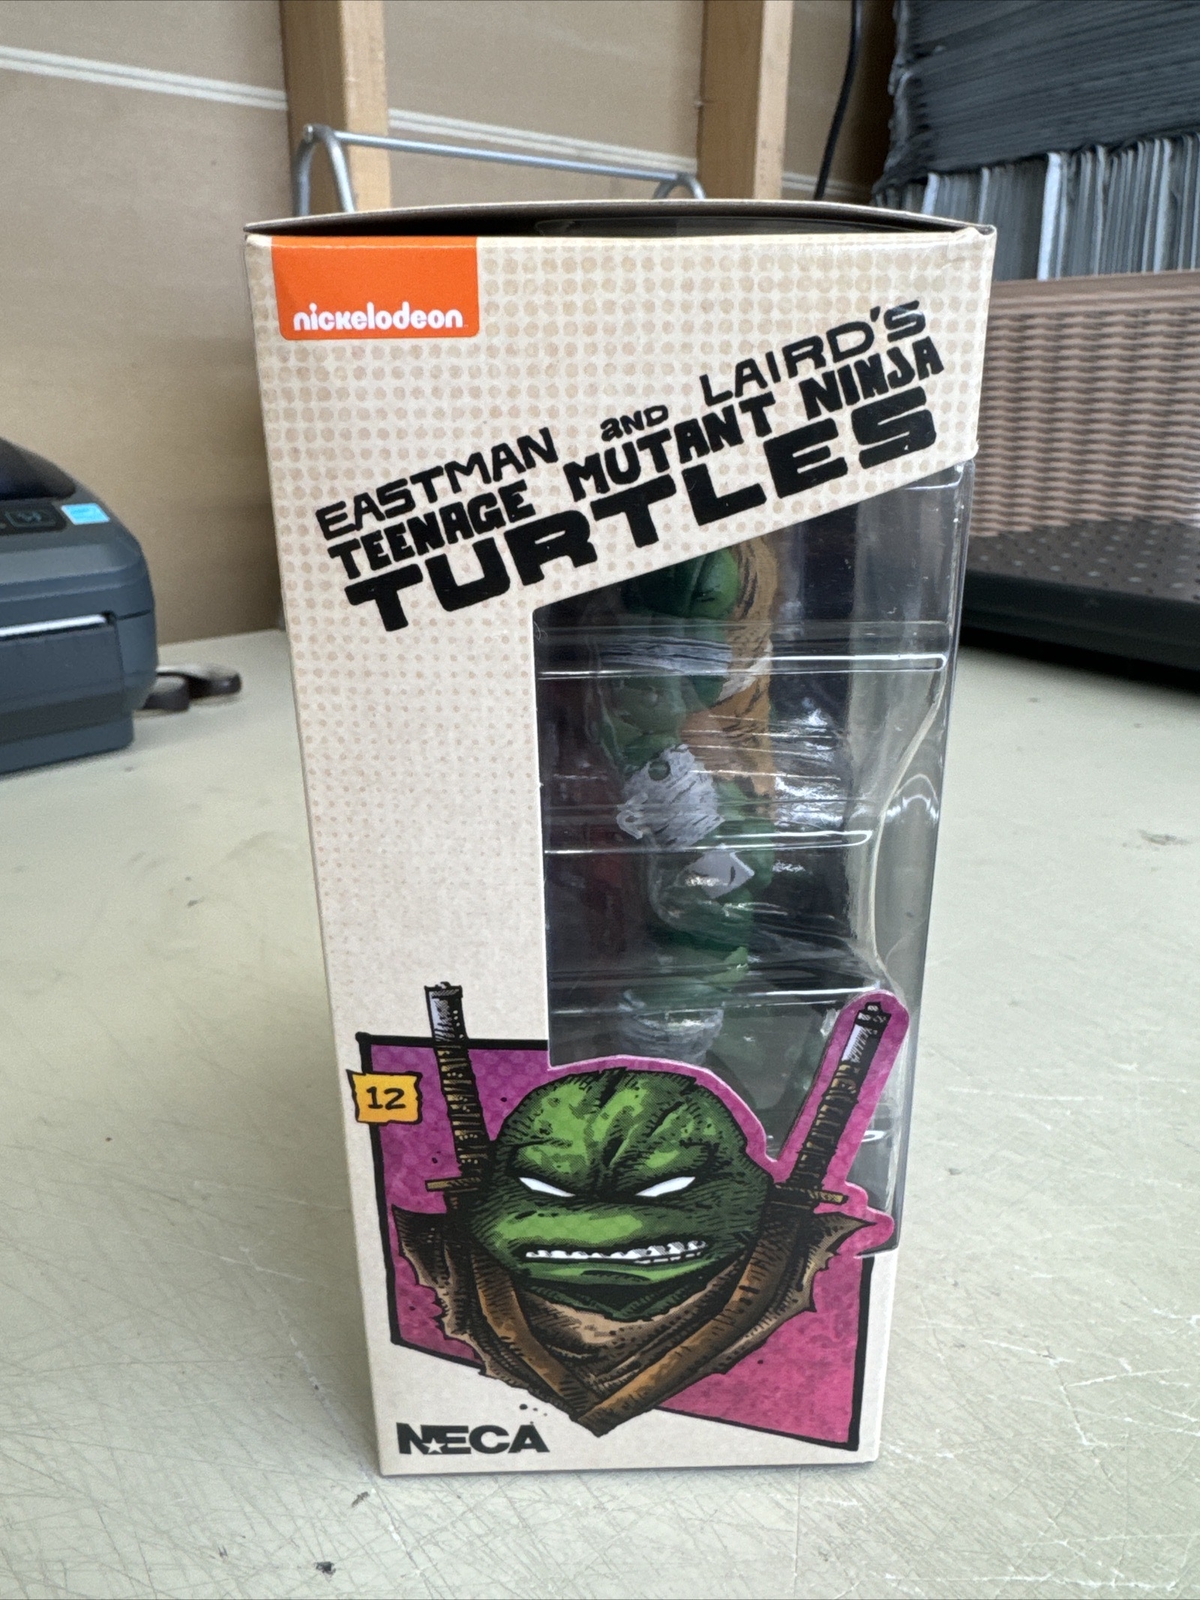 nickelodeon
EASTMAN AND LAIRD'S
TEENAGE MUTANT NINJA
TURTLES
12
NECA